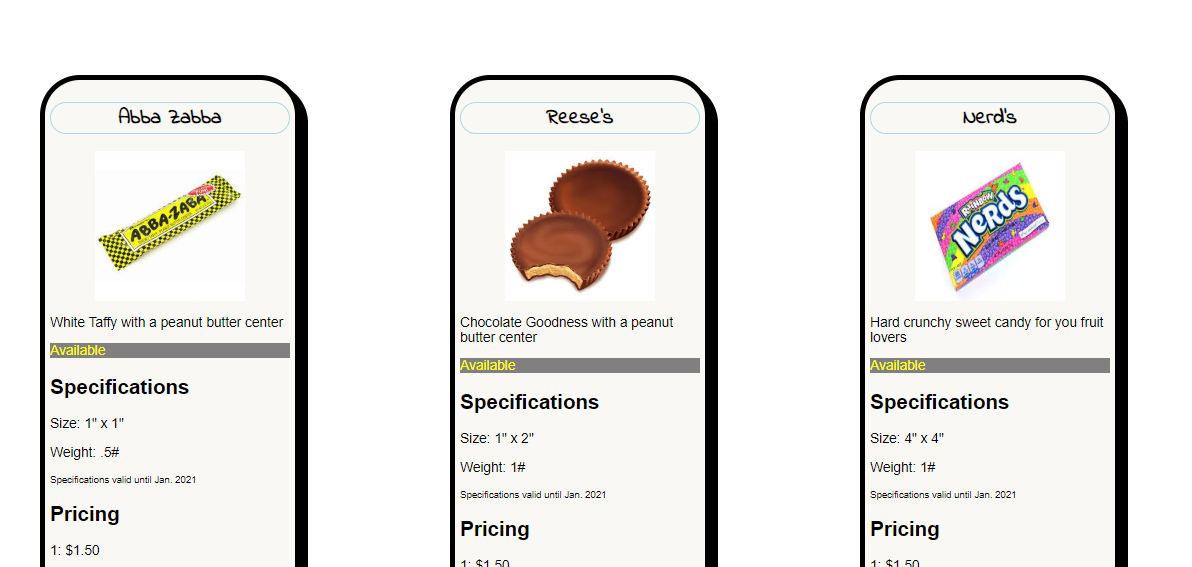 Abba Zabba
ABBA-ZABA
White Taffy with a peanut butter center
Available
Specifications
Size: 1" x 1"
Weight: .5#
Specifications valid until Jan. 2021
Pricing
1: $1.50
Reese's
Chocolate Goodness with a peanut
butter center
Available
Specifications
Size: 1" x 2"
Weight: 1#
Specifications valid until Jan. 2021
Pricing
1: $1.50
Nerd's
RAINBOW
NeRds
Hard crunchy sweet candy for you fruit
lovers
Available
Specifications
Size: 4" x 4"
Weight: 1#
Specifications valid until Jan. 2021
Pricing
1: $1.50